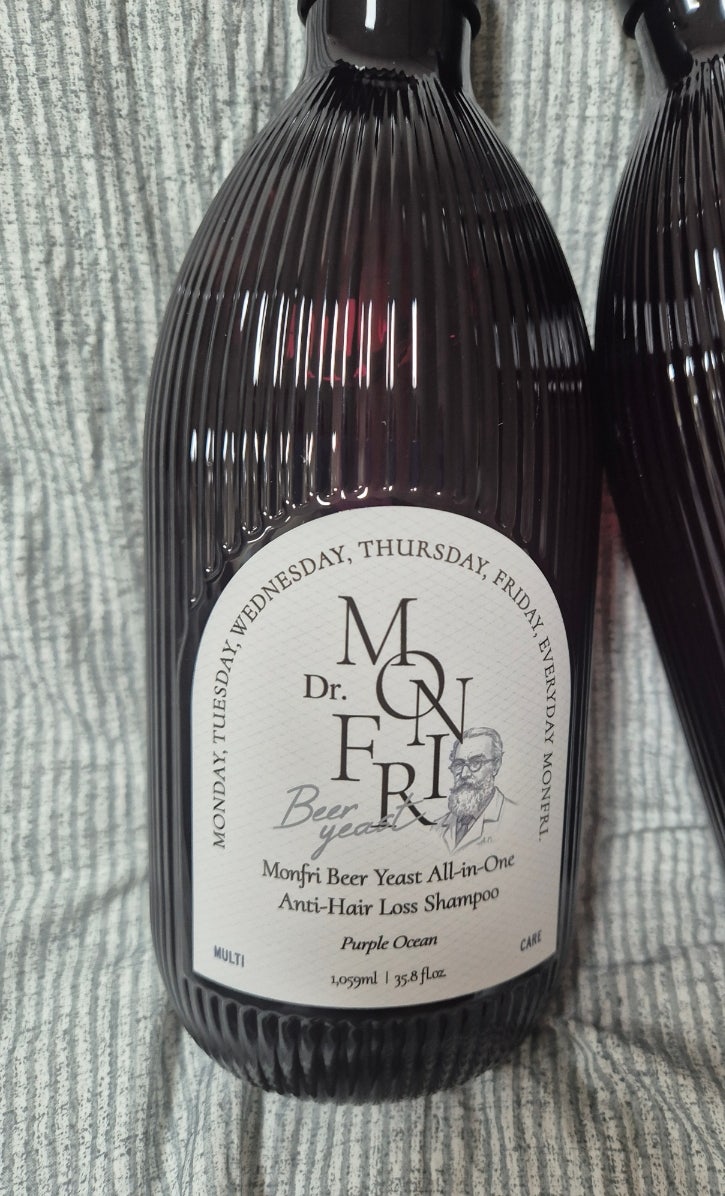 MONDAY, TUESDAY, WEDNESDAY, THURSDAY, FRIDAY, EVERYDAY MONFRI.
Dr. MONFRI
Beer
yeast
Monfri Beer Yeast All-in-One
Anti-Hair Loss Shampoo
Purple Ocean
MULTI
CARE
1,059ml | 35.8 fl.oz